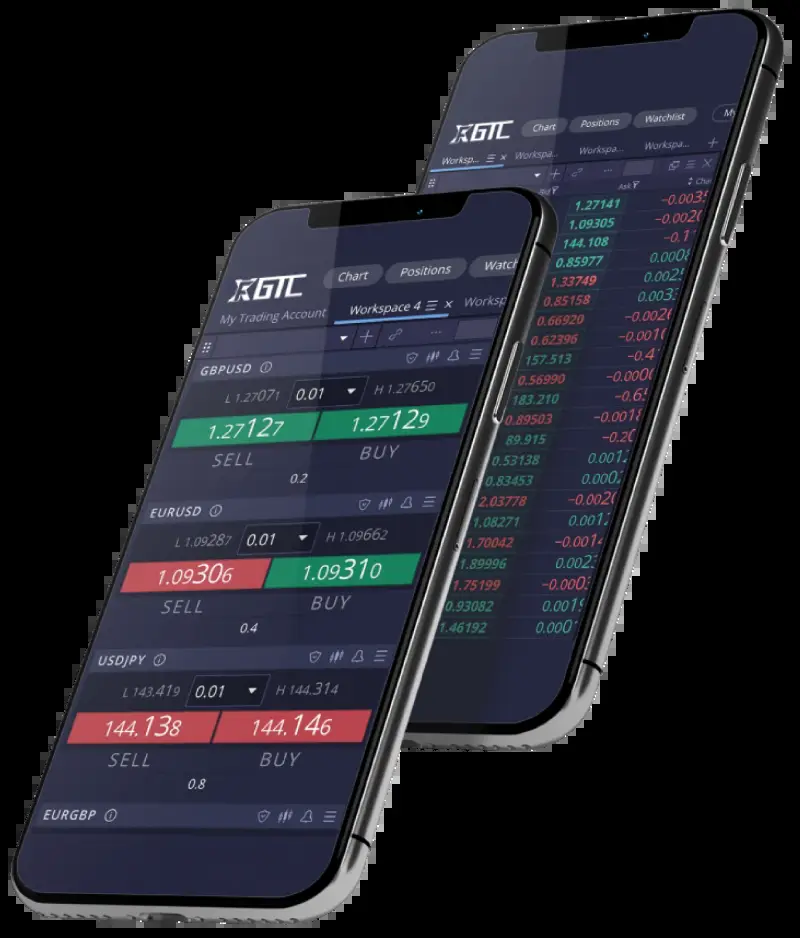 GTC Chart Positions Watch
My Trading Account Workspace 4 Worksp
GBPUSD
L 1.27071 0.01 H 1.27650
1.27127 1.27129
SELL BUY
0.2
EURUSD
L 1.09287 0.01 H 1.09662
1.09306 1.09310
SELL BUY
0.4
USDJPY
L 143.419 0.01 H 144.314
144.138 144.146
SELL BUY
0.8
EURGBP
GTC Chart Positions Watchlist My
Worksp... Workspa... Workspa... Workspa...
Ask Cha
1.27141 -0.0035
1.09305 -0.002
144.108 -0.1
0.85977 0.000
1.33749 0.002
0.85158 0.003
0.66920 -0.002
0.62396 -0.001
157.513 -0.4
0.56990 -0.000
183.210 -0.6
0.89503 -0.001
89.915 -0.2
0.53138 0.001
0.83453 0.000
2.03778 -0.002
1.08271 0.001
1.70042 -0.001
1.89996 0.002
1.75199 -0.000
0.93082 0.001
1.46192 0.0001